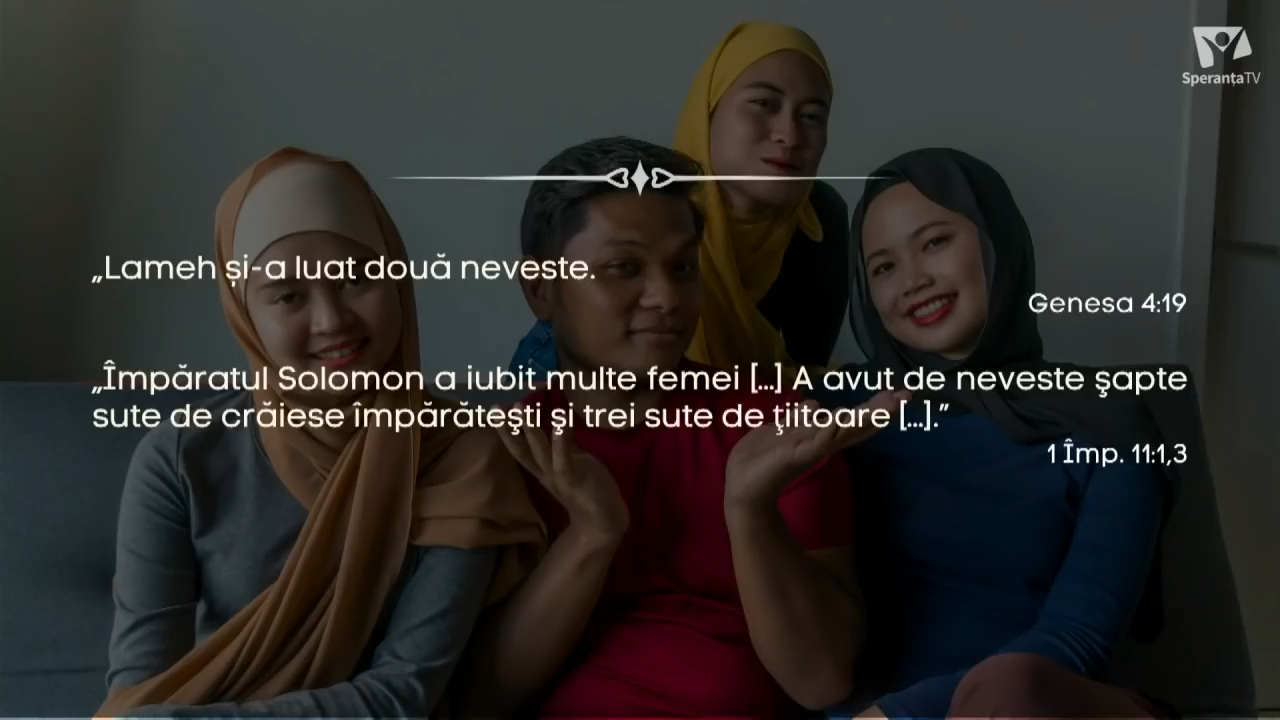 SperanțaTV
„Lameh și-a luat două neveste.
Genesa 4:19
„Împăratul Solomon a iubit multe femei [...] A avut de neveste şapte
sute de crăiese împărăteşti şi trei sute de ţiitoare [...].”
1 Împ. 11:1,3